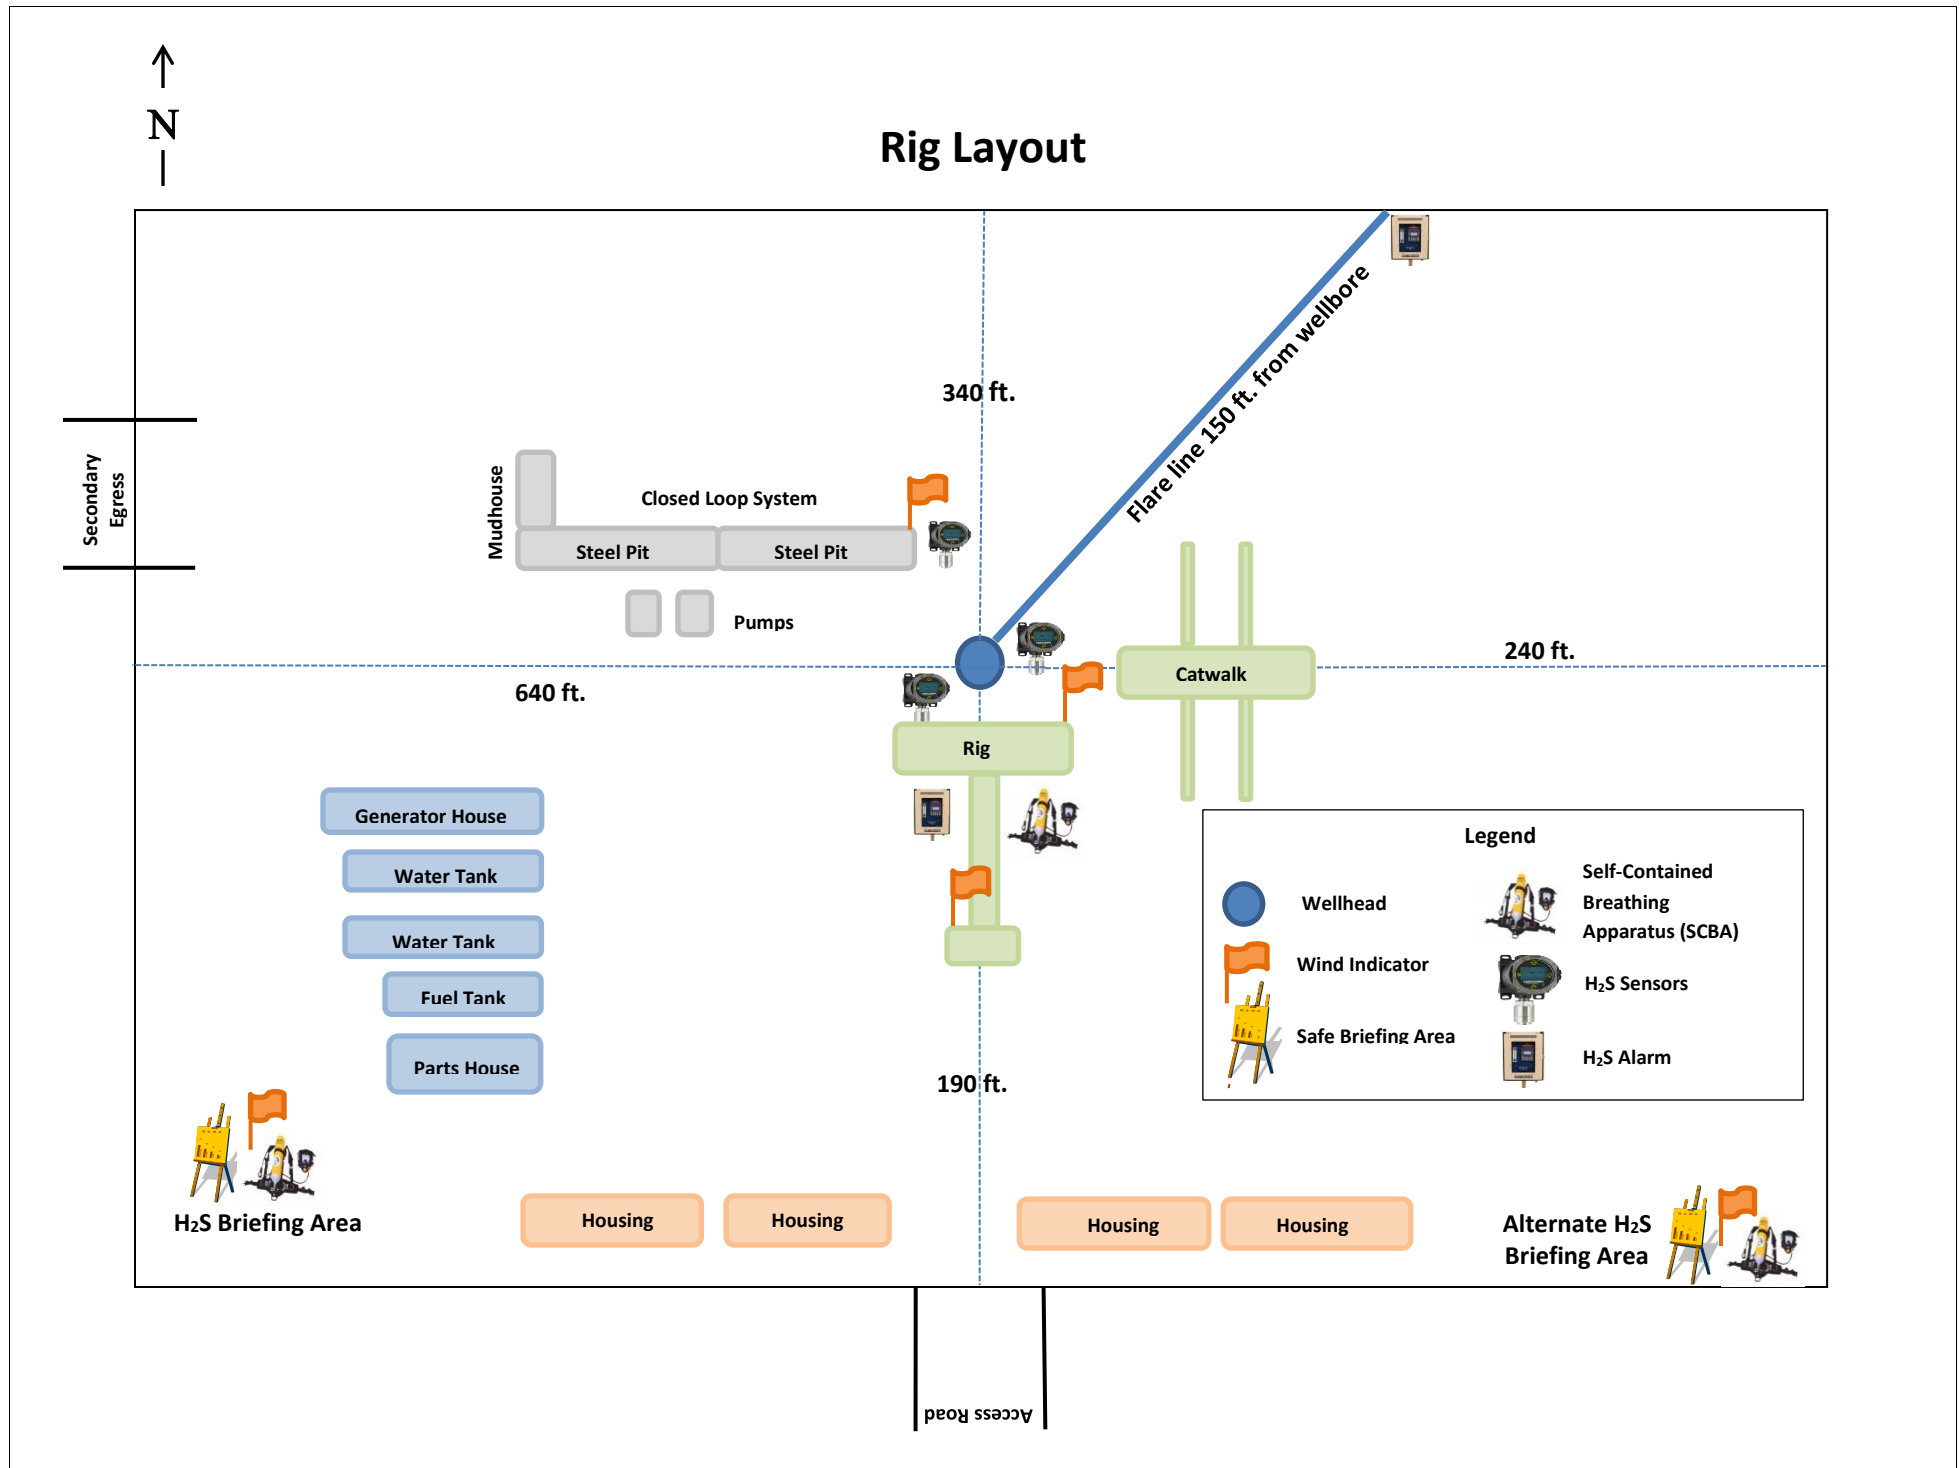 N
Rig Layout
Flare line 150 ft. from wellbore
340 ft.
Secondary
Egress
Mudhouse
Closed Loop System
Steel Pit
Steel Pit
Pumps
640 ft.
240 ft.
Catwalk
Rig
Generator House
Water Tank
Water Tank
Fuel Tank
Parts House
190 ft.
Legend
Wellhead
Wind Indicator
Safe Briefing Area
Self-Contained
Breathing
Apparatus (SCBA)
H₂S Sensors
H₂S Alarm
H₂S Briefing Area
Housing
Housing
Housing
Housing
Alternate H₂S
Briefing Area
Access Road